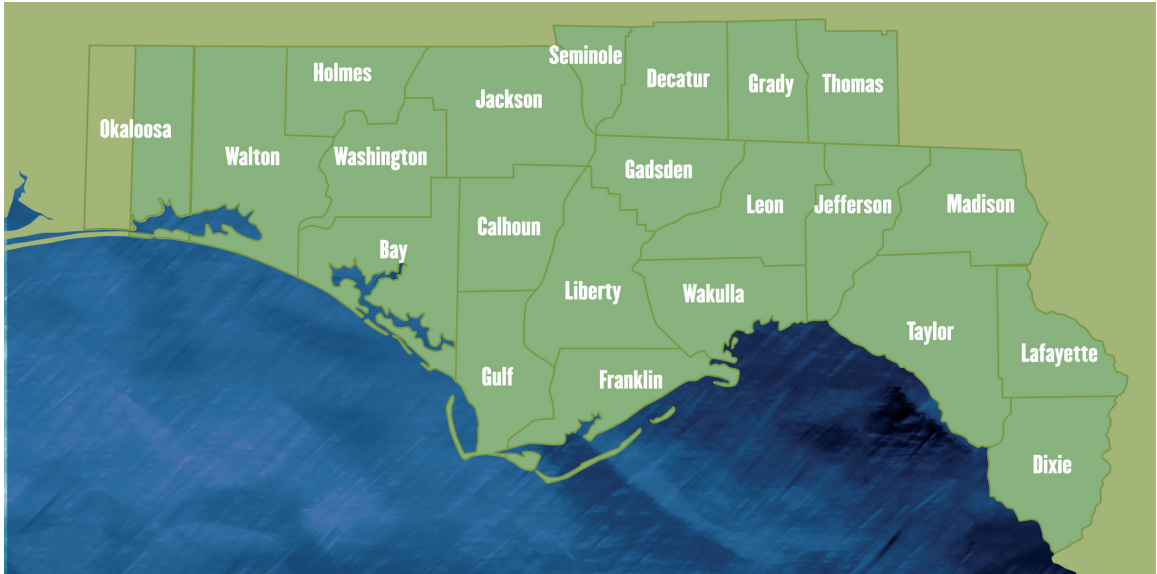 Seminole
Holmes
Decatur
Grady
Thomas
Jackson
Okaloosa
Walton
Washington
Gadsden
Leon
Jefferson
Madison
Calhoun
Bay
Liberty
Wakulla
Taylor
Lafayette
Gulf
Franklin
Dixie